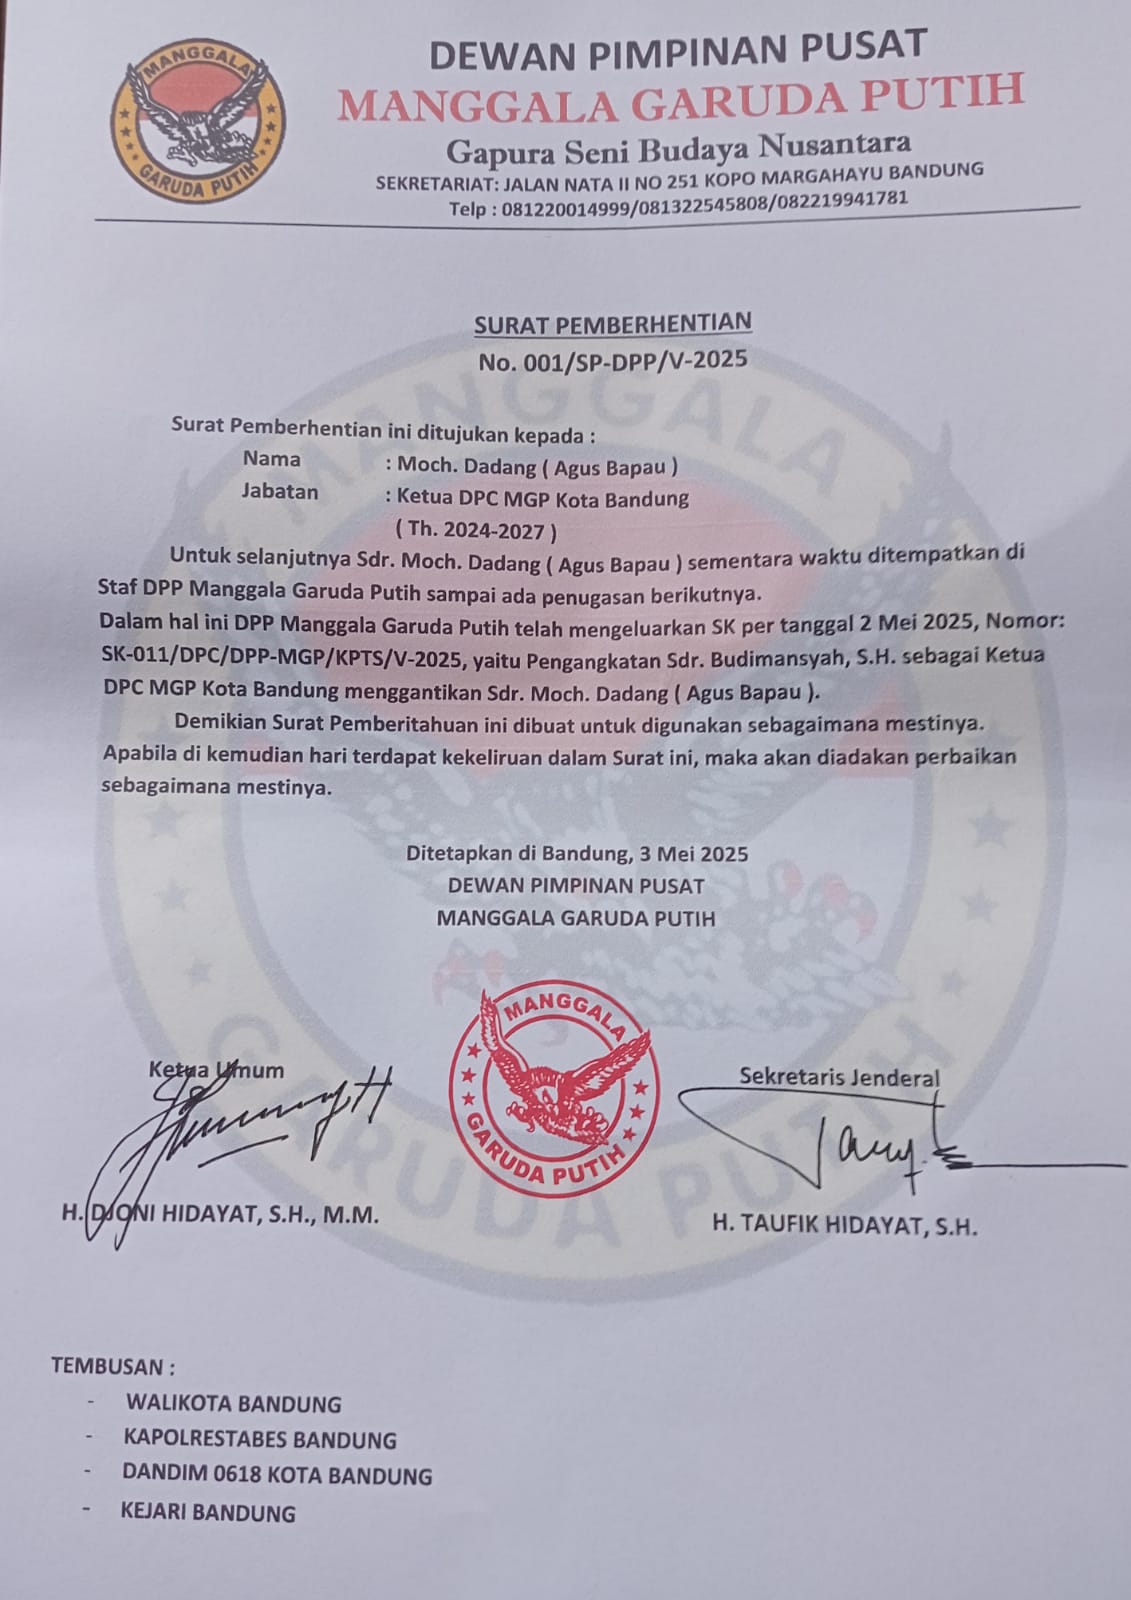 MANGGALA
GARUDA PUTIH
DEWAN PIMPINAN PUSAT
MANGGALA GARUDA PUTIH
Gapura Seni Budaya Nusantara
SEKRETARIAT: JALAN NATA II NO 251 KOPO MARGAHAYU BANDUNG
Telp : 081220014999/081322545808/082219941781
SURAT PEMBERHENTIAN
No. 001/SP-DPP/V-2025
Surat Pemberhentian ini ditujukan kepada :
Nama : Moch. Dadang ( Agus Bapau )
Jabatan : Ketua DPC MGP Kota Bandung
( Th. 2024-2027 )
Untuk selanjutnya Sdr. Moch. Dadang ( Agus Bapau ) sementara waktu ditempatkan di
Staf DPP Manggala Garuda Putih sampai ada penugasan berikutnya.
Dalam hal ini DPP Manggala Garuda Putih telah mengeluarkan SK per tanggal 2 Mei 2025, Nomor:
SK-011/DPC/DPP-MGP/KPTS/V-2025, yaitu Pengangkatan Sdr. Budimansyah, S.H. sebagai Ketua
DPC MGP Kota Bandung menggantikan Sdr. Moch. Dadang ( Agus Bapau ).
Demikian Surat Pemberitahuan ini dibuat untuk digunakan sebagaimana mestinya.
Apabila di kemudian hari terdapat kekeliruan dalam Surat ini, maka akan diadakan perbaikan
sebagaimana mestinya.
Ditetapkan di Bandung, 3 Mei 2025
DEWAN PIMPINAN PUSAT
MANGGALA GARUDA PUTIH
MANGGALA
GARUDA PUTIH
Ketua Umum
Sekretaris Jenderal
H. DJONI HIDAYAT, S.H., M.M.
H. TAUFIK HIDAYAT, S.H.
MANGGALA
GARUDA PUTIH
TEMBUSAN :
- WALIKOTA BANDUNG
- KAPOLRESTABES BANDUNG
- DANDIM 0618 KOTA BANDUNG
- KEJARI BANDUNG